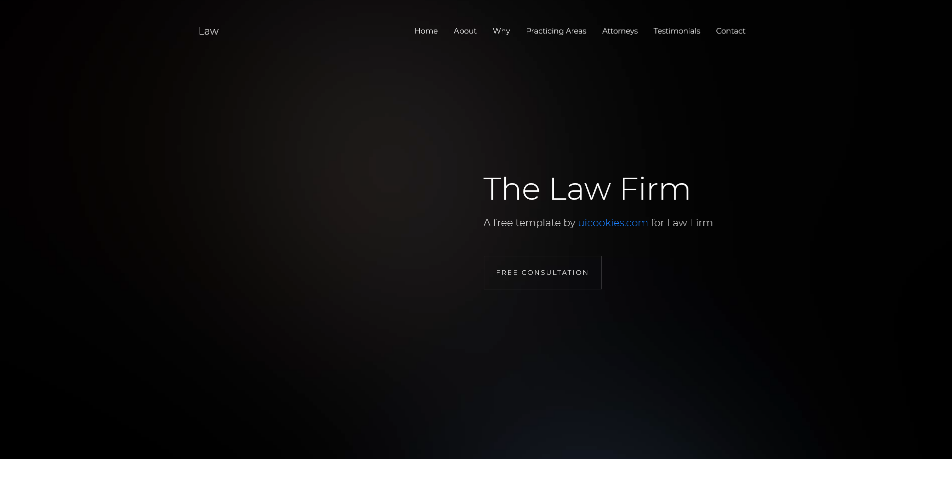 Law
Home About Why Practicing Areas Attorneys Testimonials Contact
The Law Firm
A free template by uicookies.com for Law Firm
FREE CONSULTATION